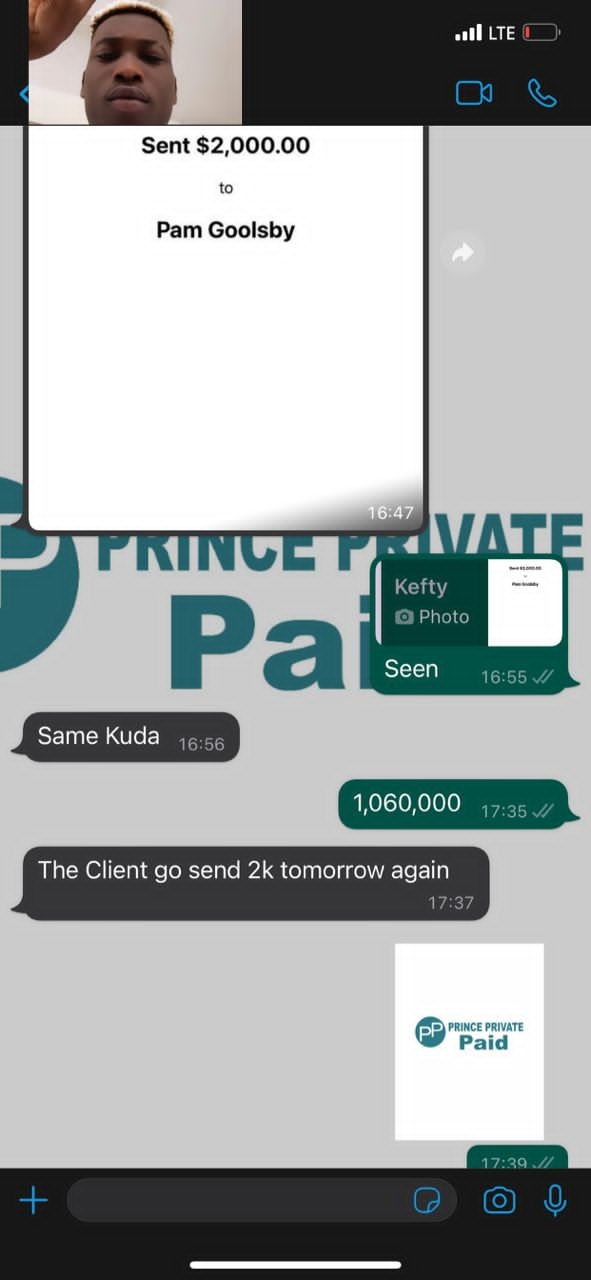 LTE
Sent $2,000.00
to
Pam Goolsby
16:47
PRINCE PRIVATE
Pai
Kefty
Photo
Sent $2,000.00
to
Pam Goolsby
Seen 16:55
Same Kuda 16:56
1,060,000 17:35
The Client go send 2k tomorrow again
17:37
PP PRINCE PRIVATE
Paid
17:39